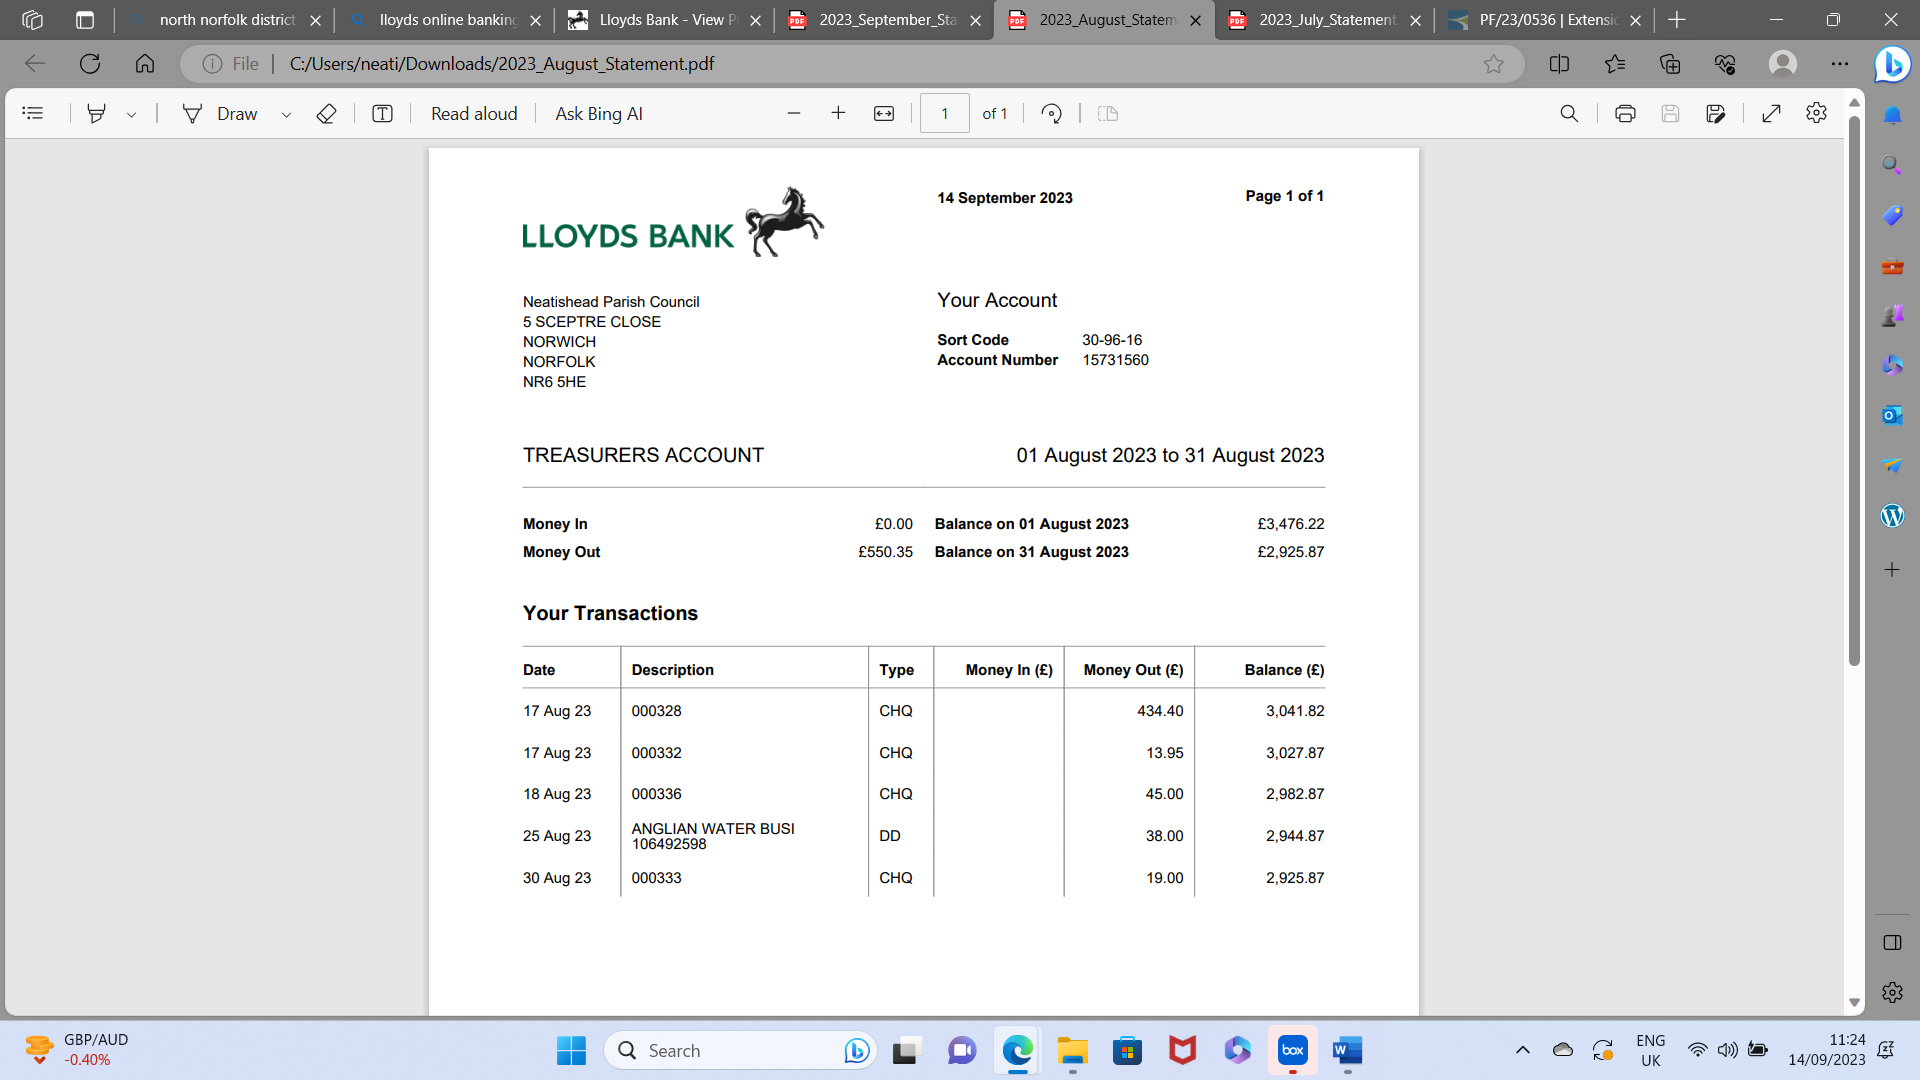 north norfolk district
lloyds online banking
Lloyds Bank - View P
2023_September_Sta
2023_August_Statem
2023_July_Statement
PF/23/0536 | Extensi
File
C:/Users/neati/Downloads/2023_August_Statement.pdf
Draw
Read aloud
Ask Bing AI
1
of 1
14 September 2023
Page 1 of 1
LLOYDS BANK
Neatishead Parish Council
5 SCEPTRE CLOSE
NORWICH
NORFOLK
NR6 5HE
Your Account
Sort Code 30-96-16
Account Number 15731560
TREASURERS ACCOUNT
01 August 2023 to 31 August 2023
Money In £0.00 Balance on 01 August 2023 £3,476.22
Money Out £550.35 Balance on 31 August 2023 £2,925.87
Your Transactions
Date Description Type Money In (£) Money Out (£) Balance (£)
17 Aug 23 000328 CHQ 434.40 3,041.82
17 Aug 23 000332 CHQ 13.95 3,027.87
18 Aug 23 000336 CHQ 45.00 2,982.87
25 Aug 23 ANGLIAN WATER BUSI
106492598 DD 38.00 2,944.87
30 Aug 23 000333 CHQ 19.00 2,925.87
GBP/AUD
-0.40%
Search
box
ENG
UK
11:24
14/09/2023